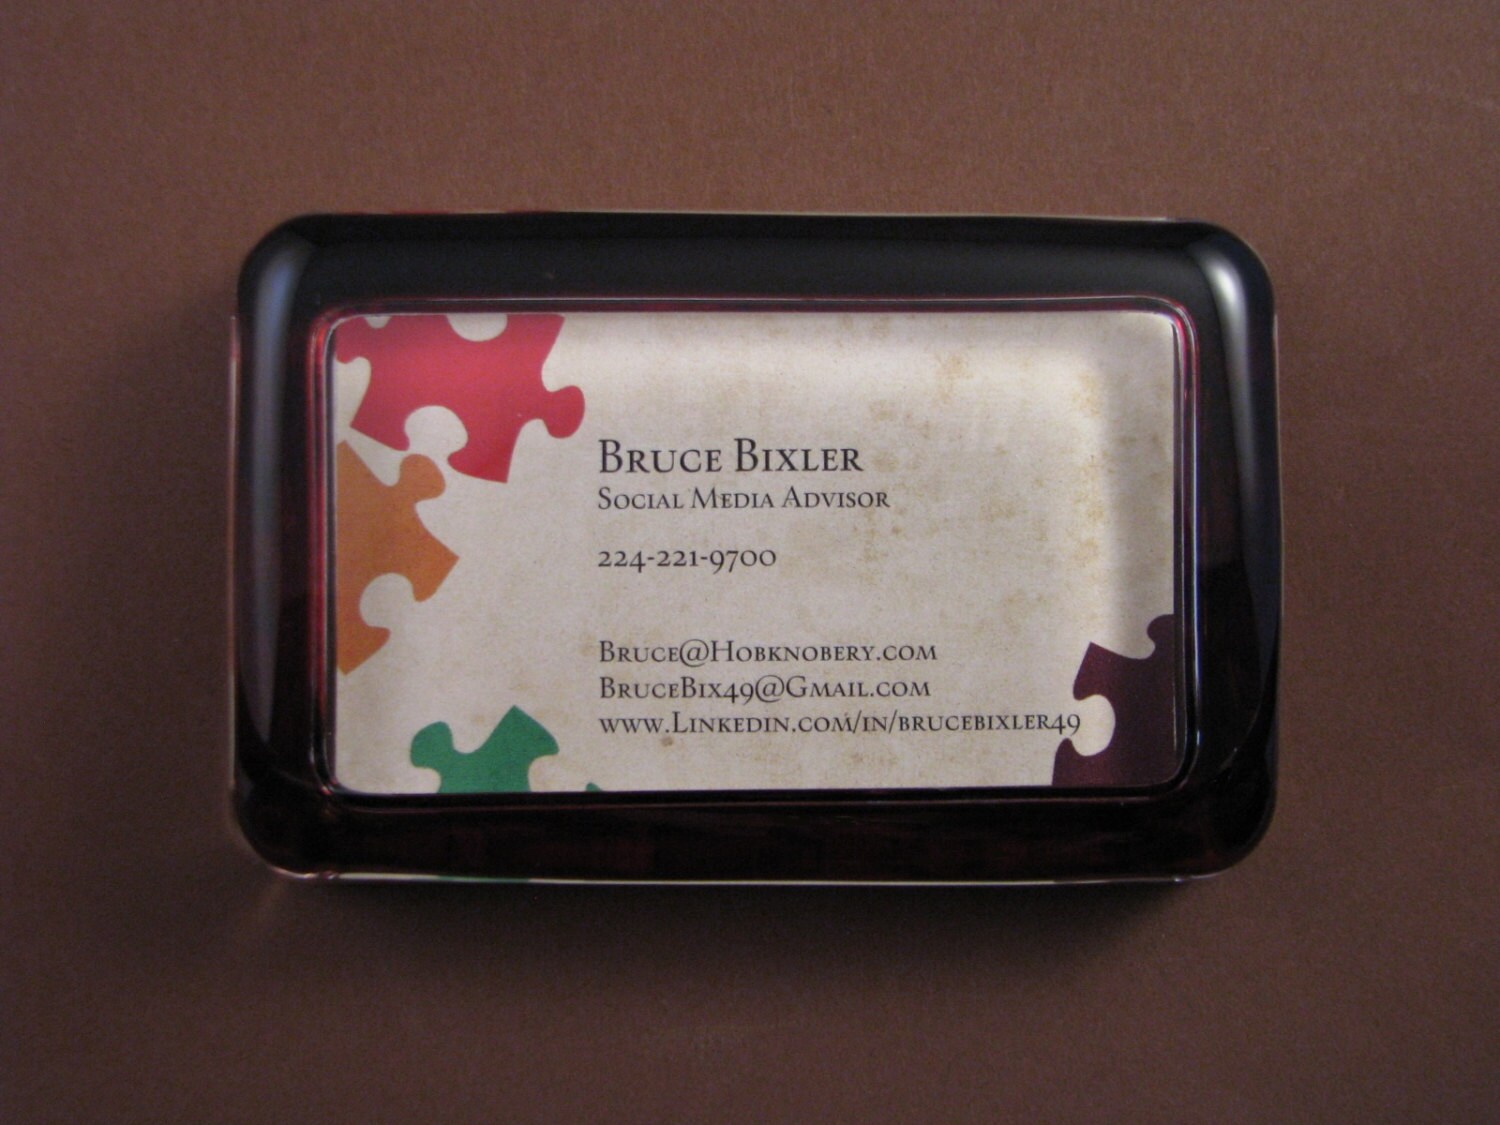 Bruce Bixler
Social Media Advisor
224-221-9700
Bruce@Hobknobery.com
BruceBix49@Gmail.com
www.Linkedin.com/in/brucebixler49